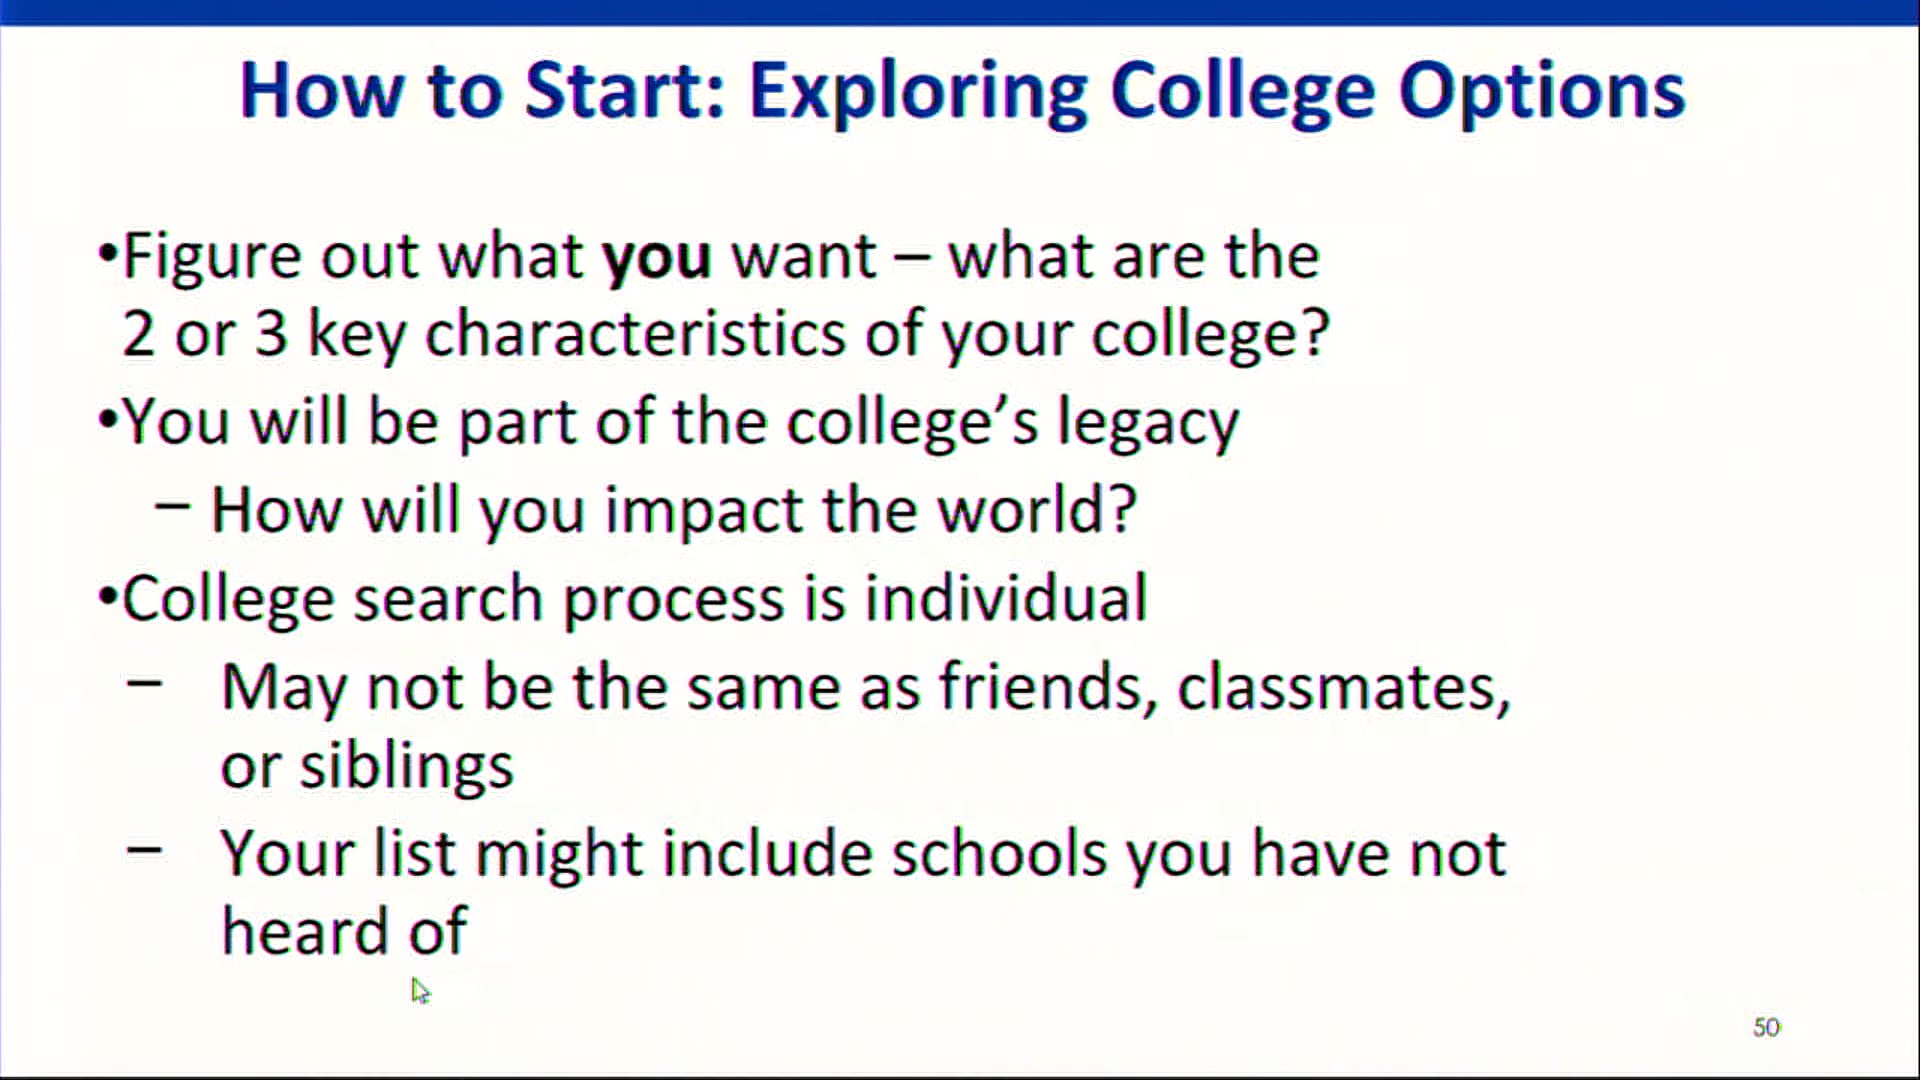 How to Start: Exploring College Options
•Figure out what you want – what are the
2 or 3 key characteristics of your college?
•You will be part of the college’s legacy
– How will you impact the world?
•College search process is individual
– May not be the same as friends, classmates,
or siblings
– Your list might include schools you have not
heard of
50